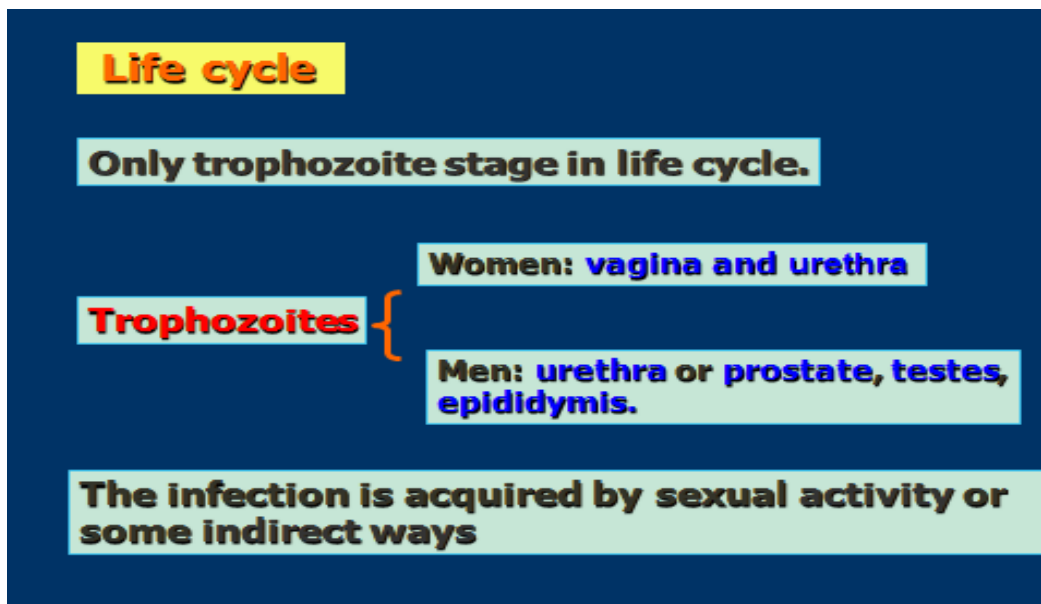 Life cycle
Only trophozoite stage in life cycle.
Women: vagina and urethra
Trophozoites
Men: urethra or prostate, testes,
epididymis.
The infection is acquired by sexual activity or
some indirect ways